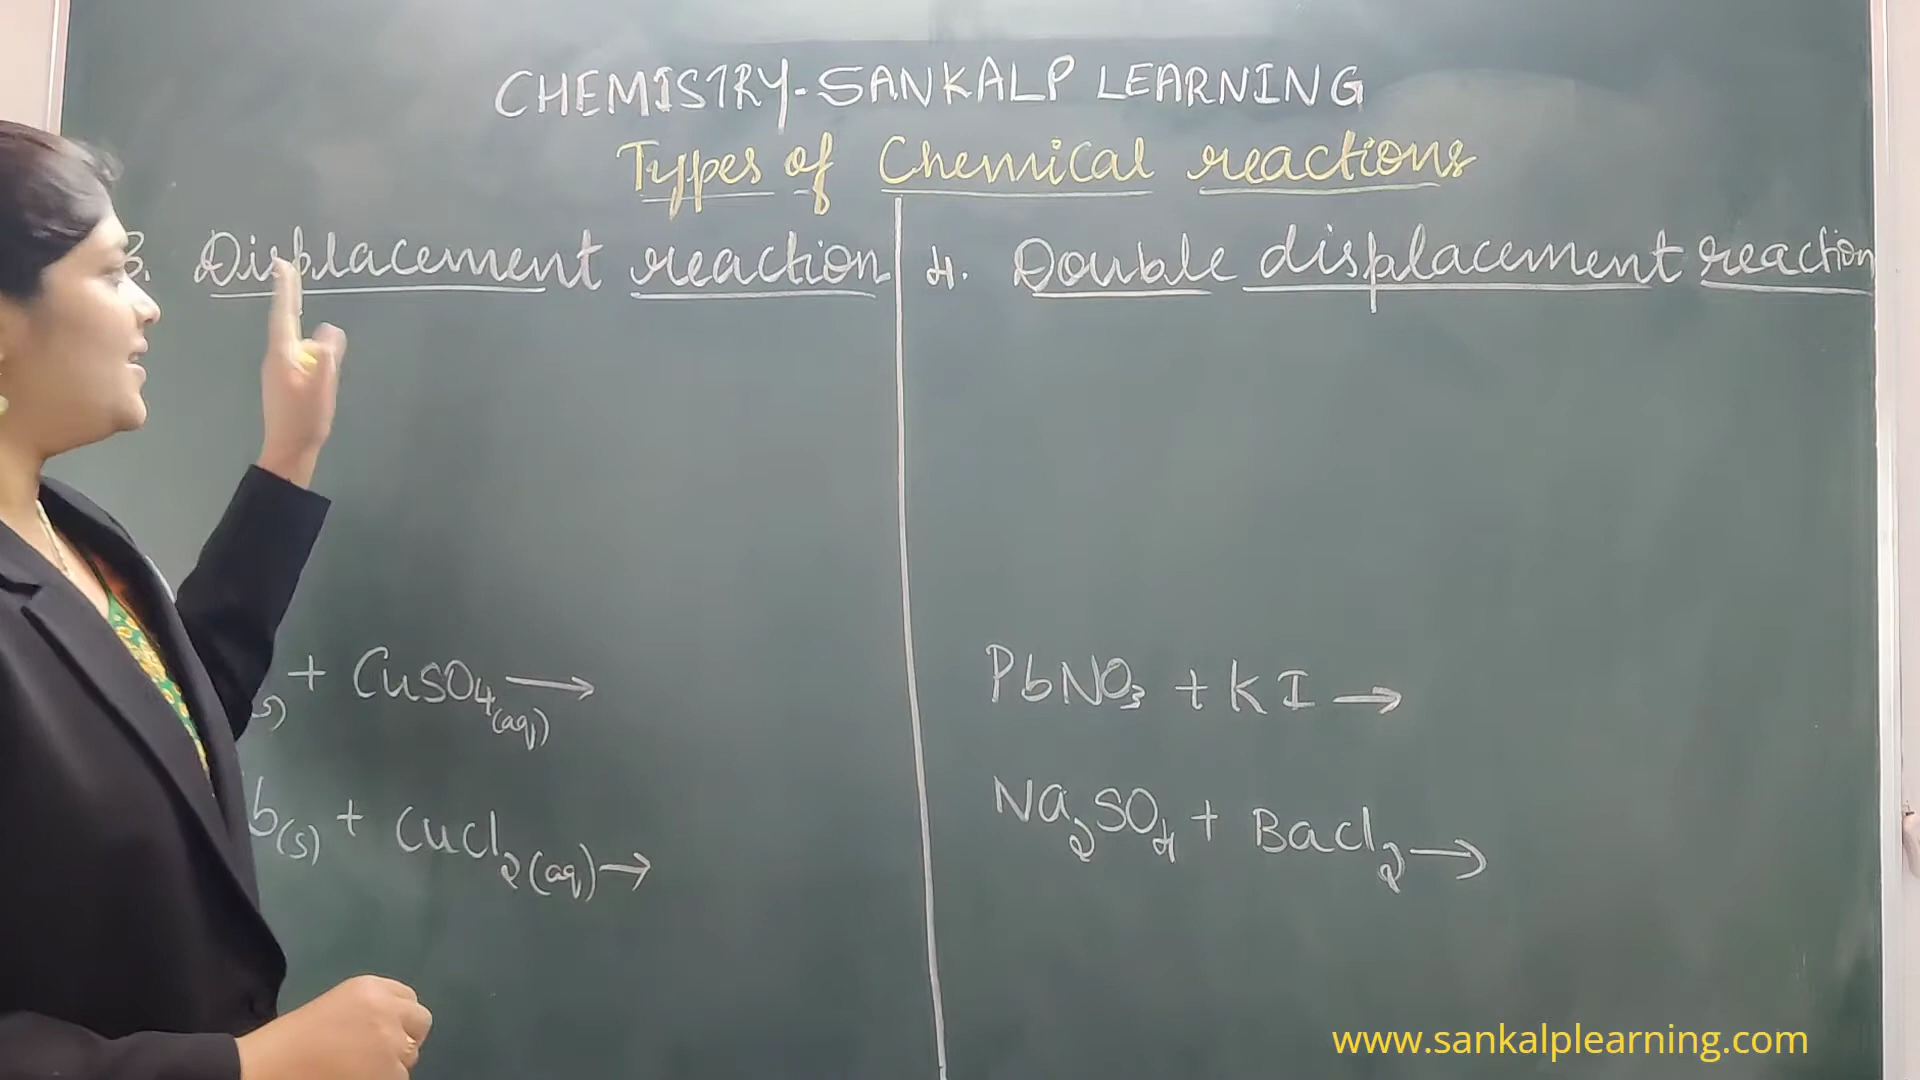 CHEMISTRY-SANKALP LEARNING
Types of Chemical reactions
3. Displacement reaction
4. Double displacement reaction
+ CuSO4(aq) →
b(s) + CuCl2(aq) →
PbNO3 + KI →
Na2SO4 + BaCl2 →
www.sankalplearning.com